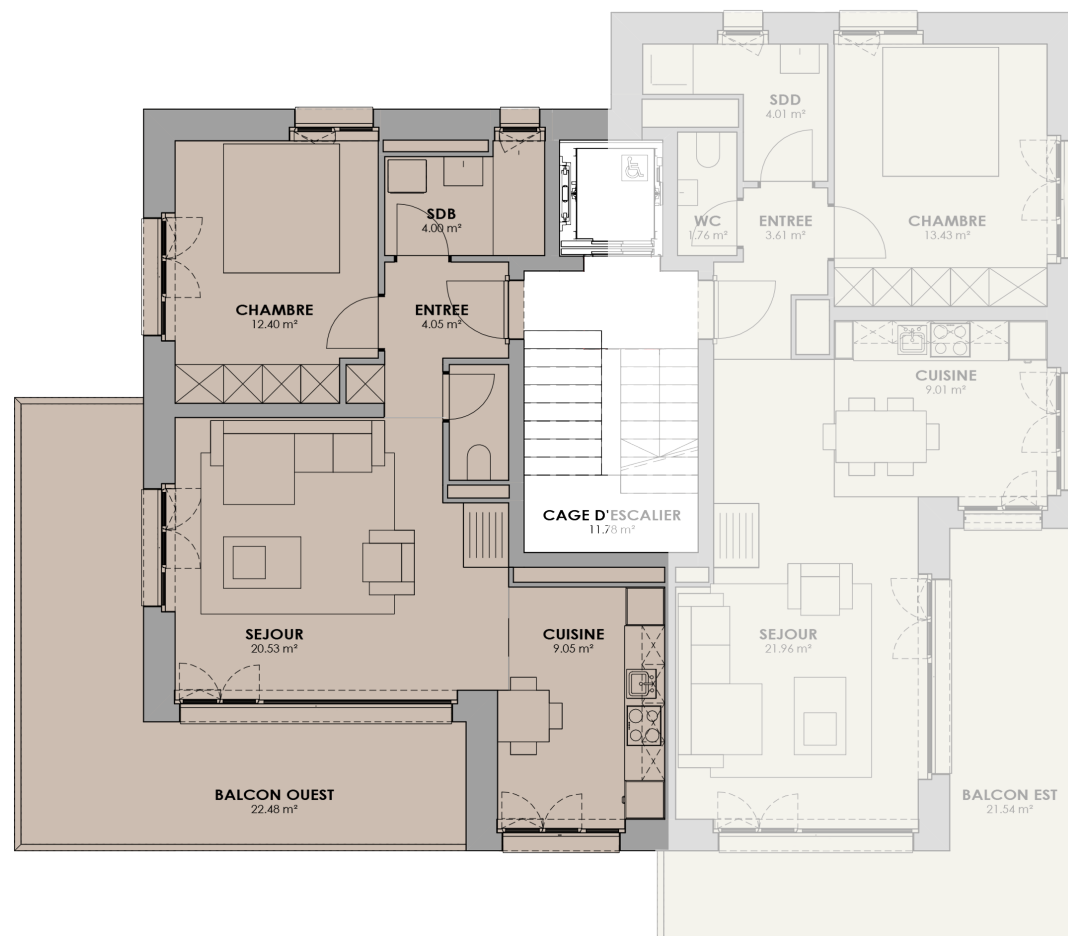 SDD
4.01 m²
SDB
4.00 m²
WC
1.76 m²
ENTREE
3.61 m²
CHAMBRE
13.43 m²
CHAMBRE
12.40 m²
ENTREE
4.05 m²
CUISINE
9.01 m²
CAGE D'ESCALIER
11.78 m²
SEJOUR
20.53 m²
CUISINE
9.05 m²
SEJOUR
21.96 m²
BALCON OUEST
22.48 m²
BALCON EST
21.54 m²